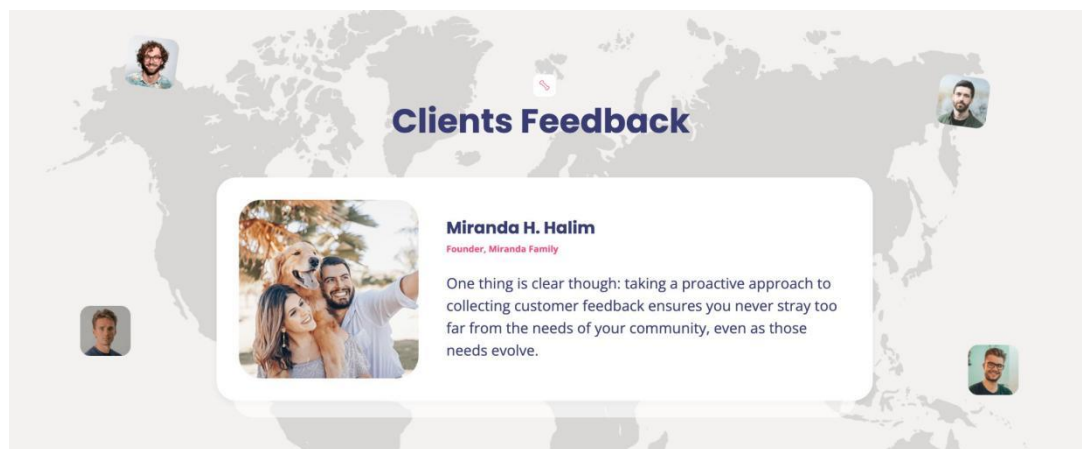 Clients Feedback
Miranda H. Halim
Founder, Miranda Family
One thing is clear though: taking a proactive approach to
collecting customer feedback ensures you never stray too
far from the needs of your community, even as those
needs evolve.